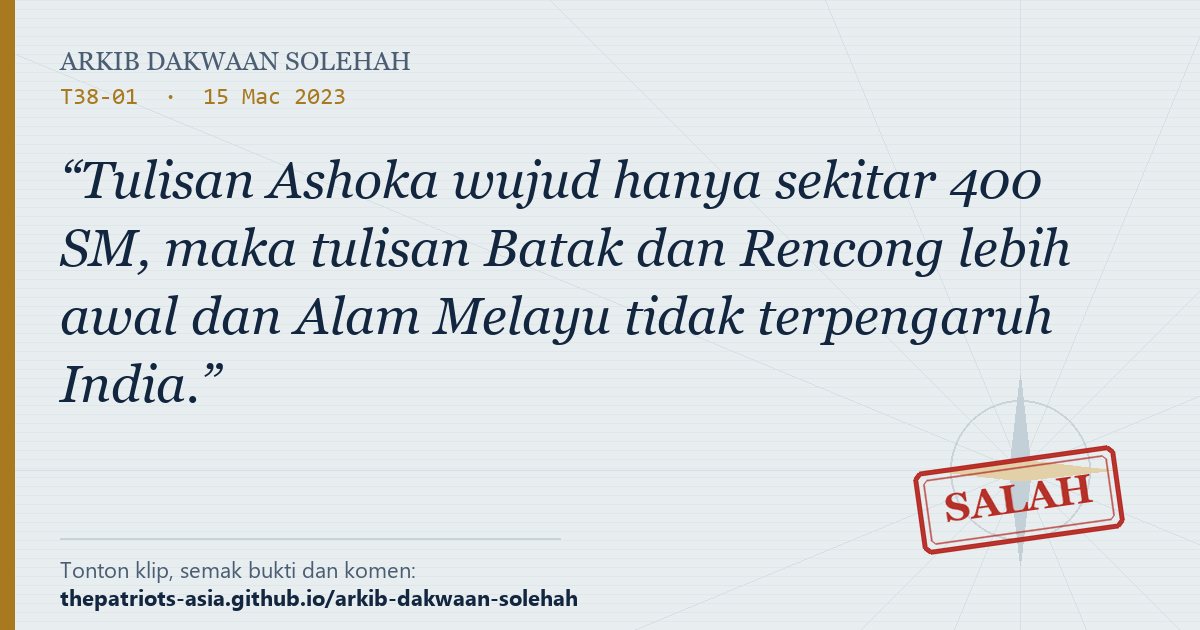 ARKIB DAKWAAN SOLEHAH
T38-01 · 15 Mac 2023
“Tulisan Ashoka wujud hanya sekitar 400
SM, maka tulisan Batak dan Rencong lebih
awal dan Alam Melayu tidak terpengaruh
India.”
SALAH
Tonton klip, semak bukti dan komen:
thepatriots-asia.github.io/arkib-dakwaan-solehah